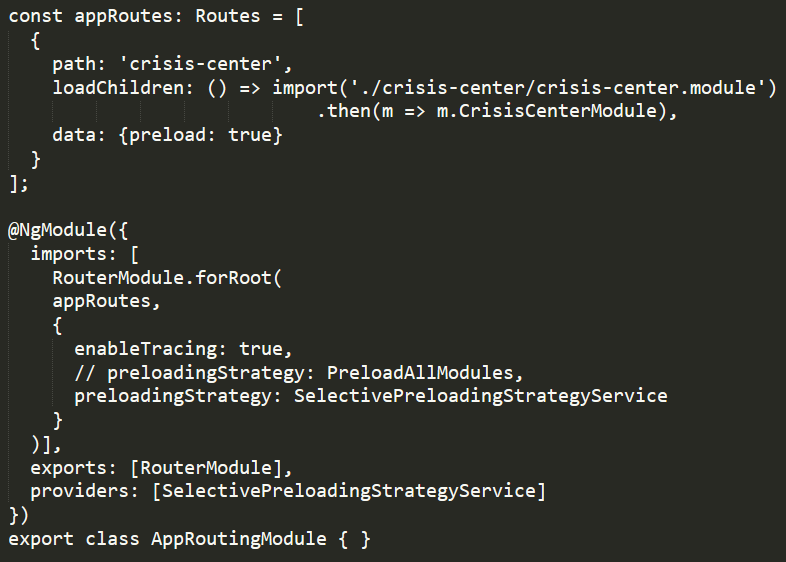 const appRoutes: Routes = [
  {
    path: 'crisis-center',
    loadChildren: () => import('./crisis-center/crisis-center.module')
                            .then(m => m.CrisisCenterModule),
    data: {preload: true}
  }
];

@NgModule({
  imports: [
    RouterModule.forRoot(
    appRoutes,
    {
      enableTracing: true,
      // preloadingStrategy: PreloadAllModules,
      preloadingStrategy: SelectivePreloadingStrategyService
    }
  )],
  exports: [RouterModule],
  providers: [SelectivePreloadingStrategyService]
})
export class AppRoutingModule { }